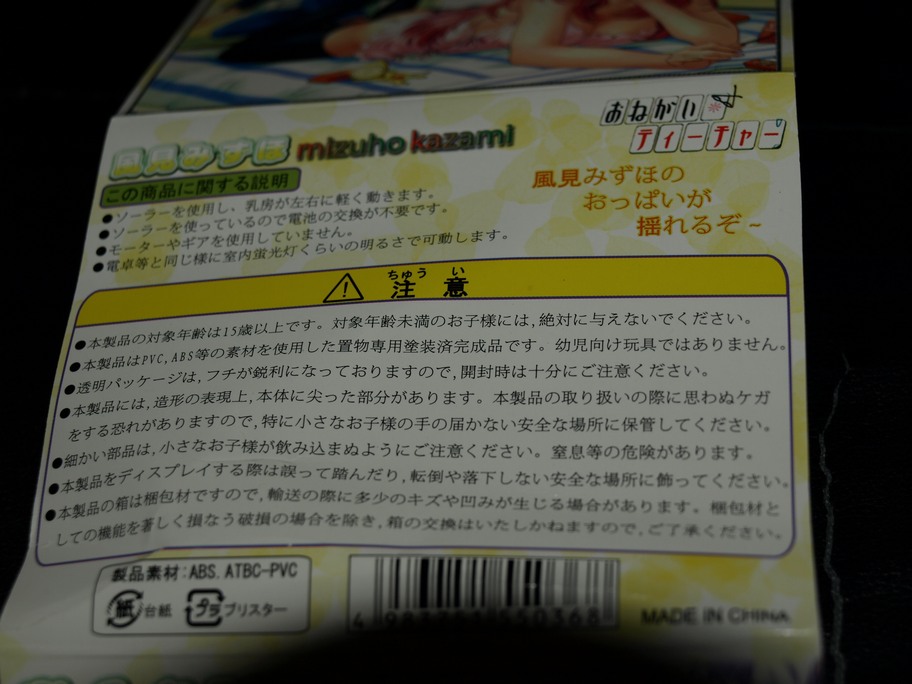 風見みずほ mizuho kazami
おねがい☆
ティーチャー
この商品に関する説明
●ソーラーを使用し、乳房が左右に軽く動きます。
●ソーラーを使っているので電池の交換が不要です。
●モーターやギアを使用していません。
●電卓等と同じ様に室内蛍光灯くらいの明るさで可動します。
風見みずほの
おっぱいが
揺れるぞ~
ちゅう い
注 意
●本製品の対象年齢は15歳以上です。対象年齢未満のお子様には,絶対に与えないでください。
●本製品はPVC,ABS等の素材を使用した置物専用塗装済完成品です。幼児向け玩具ではありません。
●透明パッケージは,フチが鋭利になっておりますので,開封時は十分にご注意ください。
●本製品には,造形の表現上,本体に尖った部分があります。本製品の取り扱いの際に思わぬケガ
をする恐れがありますので,特に小さなお子様の手の届かない安全な場所に保管してください。
●細かい部品は,小さなお子様が飲み込まぬようにご注意ください。窒息等の危険があります。
●本製品をディスプレイする際は誤って踏んだり,転倒や落下しない安全な場所に飾ってください。
●本製品の箱は梱包材ですので,輸送の際に多少のキズや凹みが生じる場合があります。梱包材と
しての機能を著しく損なう破損の場合を除き,箱の交換はいたしかねますので,ご了承ください。
製品素材:ABS.ATBC-PVC
紙 台紙 プラ ブリスター
MADE IN CHINA